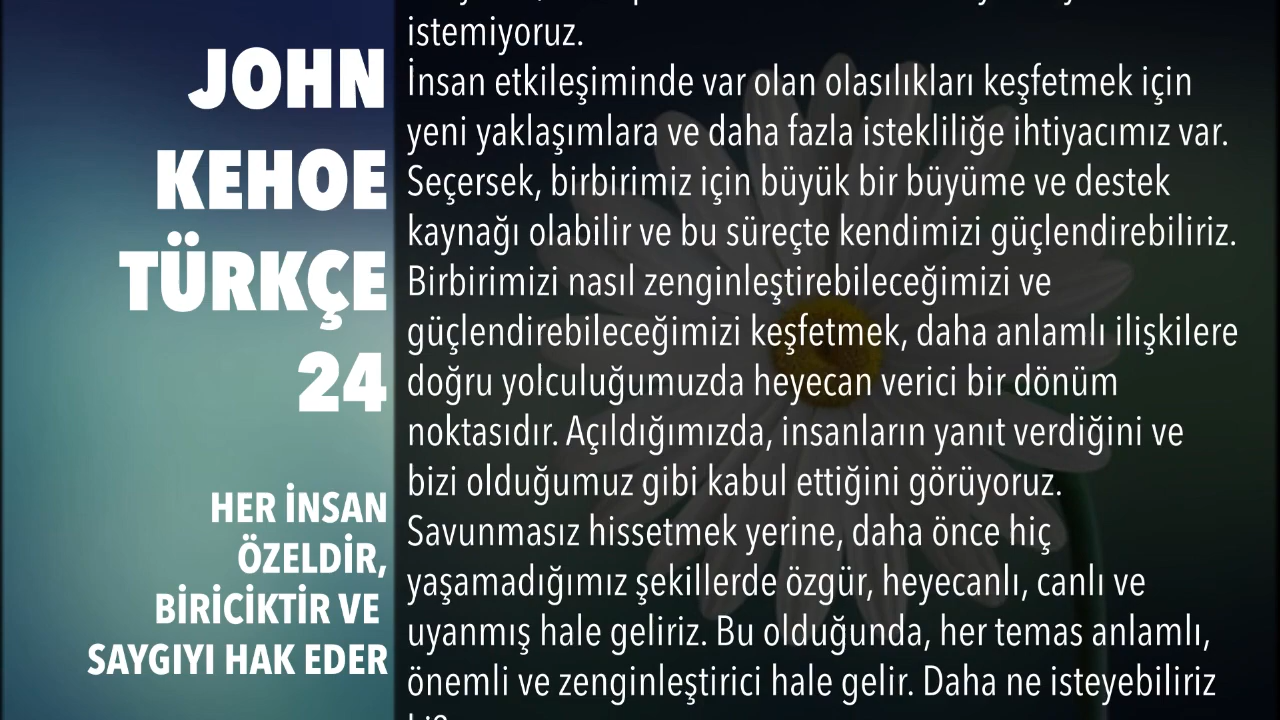 JOHN
KEHOE
TÜRKÇE
24
HER İNSAN
ÖZELDİR,
BİRİCİKTİR VE
SAYGIYI HAK EDER
istemiyoruz.
İnsan etkileşiminde var olan olasılıkları keşfetmek için
yeni yaklaşımlara ve daha fazla istekliliğe ihtiyacımız var.
Seçersek, birbirimiz için büyük bir büyüme ve destek
kaynağı olabilir ve bu süreçte kendimizi güçlendirebiliriz.
Birbirimizi nasıl zenginleştirebileceğimizi ve
güçlendirebileceğimizi keşfetmek, daha anlamlı ilişkilere
doğru yolculuğumuzda heyecan verici bir dönüm
noktasıdır. Açıldığımızda, insanların yanıt verdiğini ve
bizi olduğumuz gibi kabul ettiğini görüyoruz.
Savunmasız hissetmek yerine, daha önce hiç
yaşamadığımız şekillerde özgür, heyecanlı, canlı ve
uyanmış hale geliriz. Bu olduğunda, her temas anlamlı,
önemli ve zenginleştirici hale gelir. Daha ne isteyebiliriz